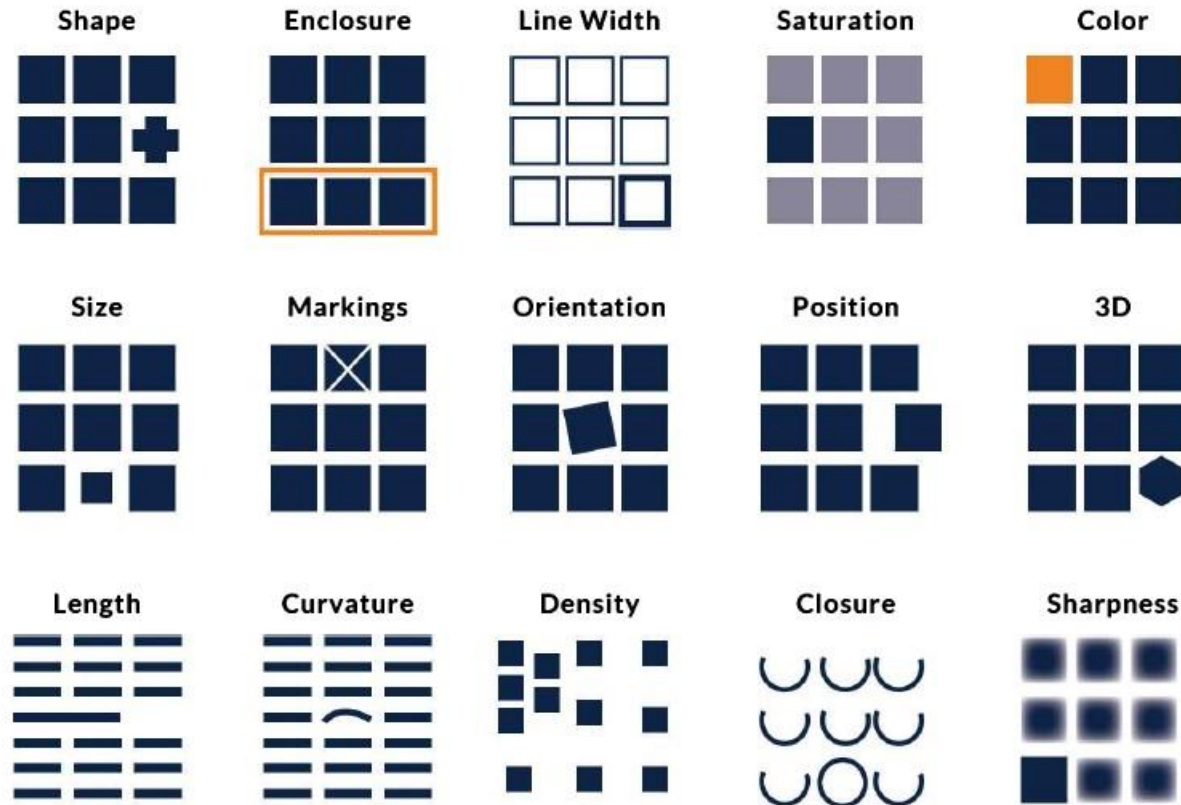 Shape Enclosure Line Width Saturation Color
Size Markings Orientation Position 3D
Length Curvature Density Closure Sharpness